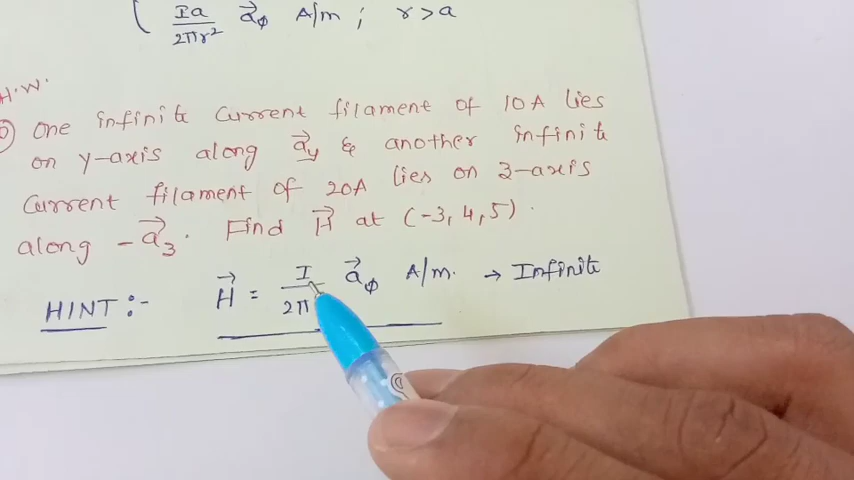 Ia
2πr² a⃗ϕ A/m ; r > a
H.W.
One infinite current filament of 10A lies
on y-axis along a⃗y & another infinite
current filament of 20A lies on z-axis
along -a⃗z. Find H⃗ at (-3, 4, 5).
HINT :- H⃗ = I / 2π a⃗ϕ A/m. → Infinite